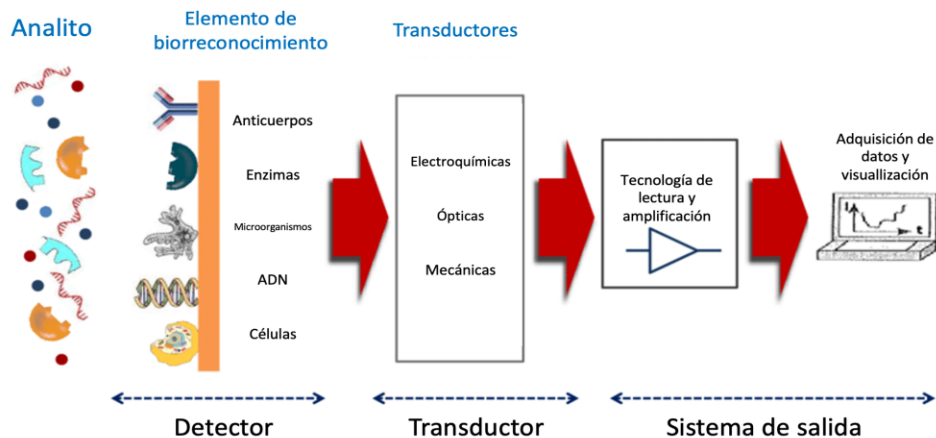 Analito
Elemento de
biorreconocimiento
Transductores
Anticuerpos
Enzimas
Microorganismos
ADN
Células
Electroquímicas
Ópticas
Mecánicas
Tecnología de
lectura y
amplificación
Adquisición de
datos y
visuallización
I
t
Detector
Transductor
Sistema de salida